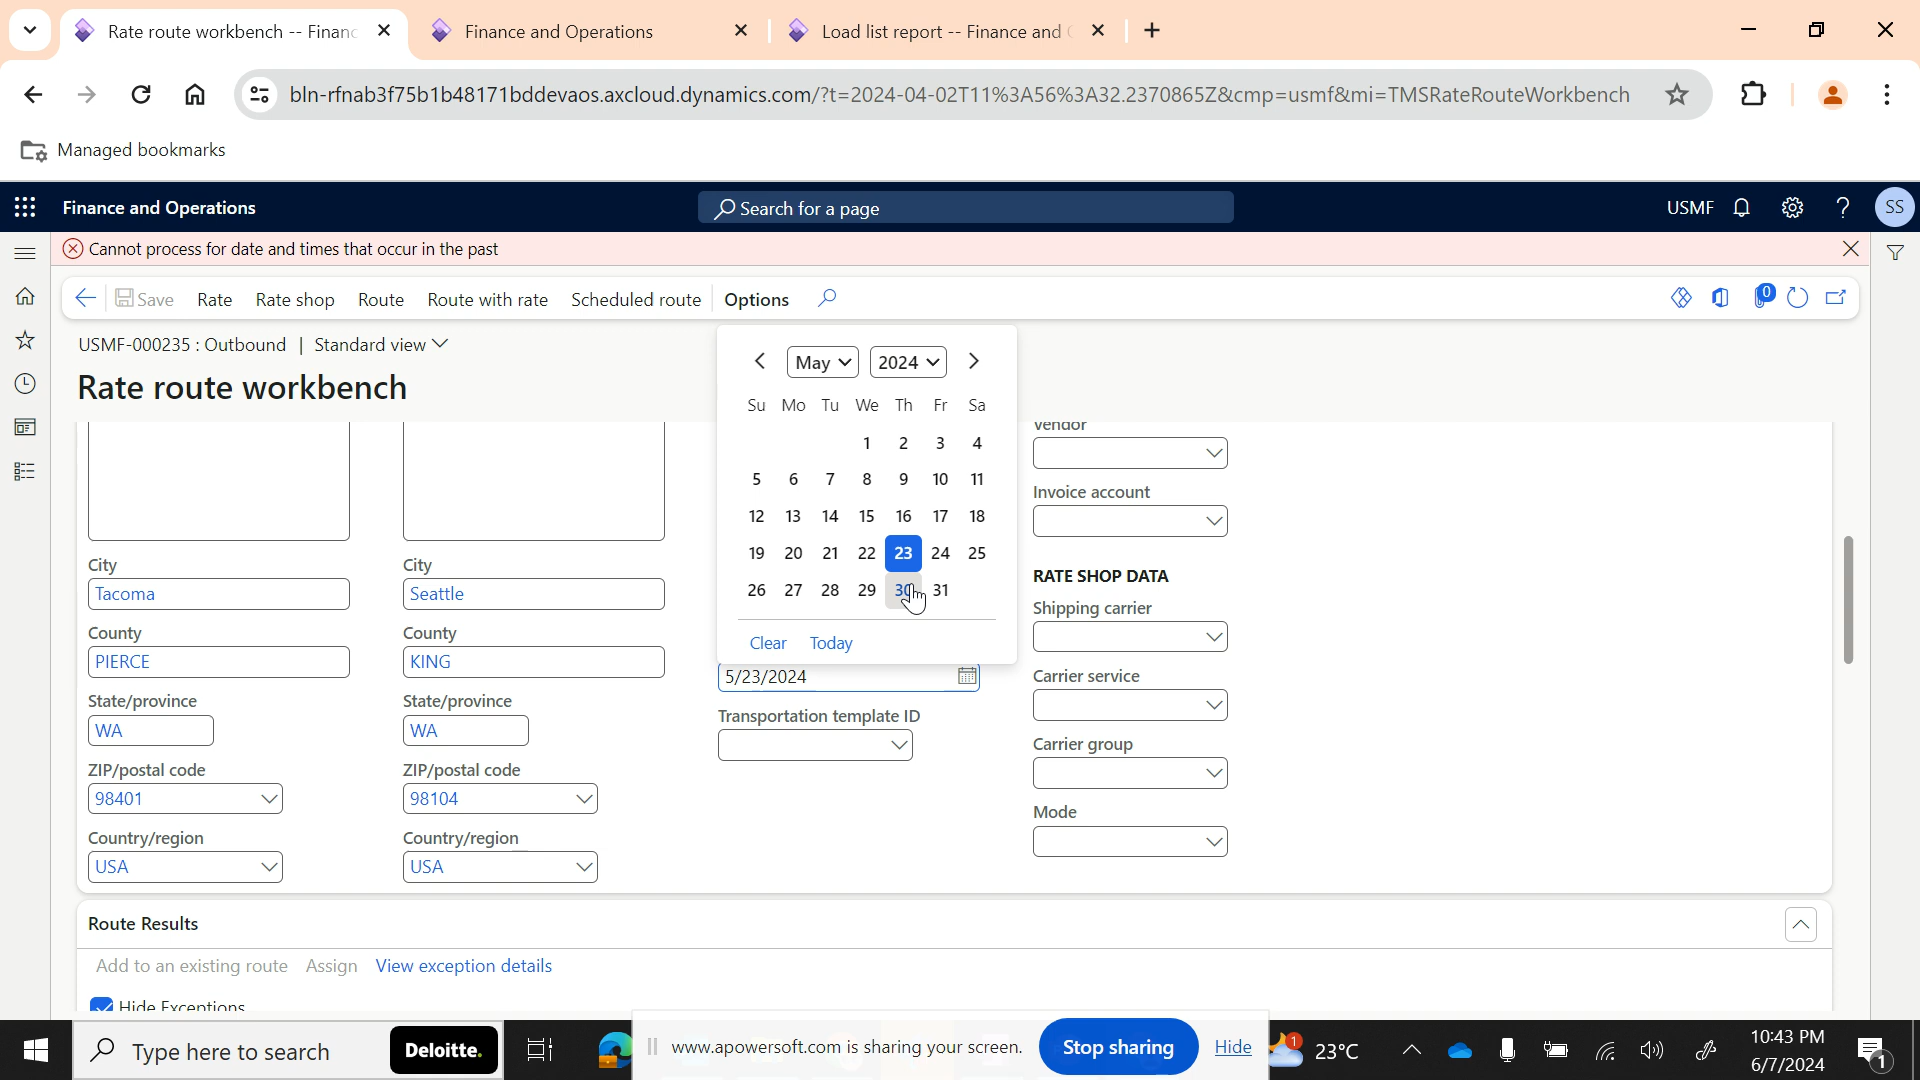 Rate route workbench -- Financ
Finance and Operations
Load list report -- Finance and
bln-rfnab3f75b1b48171bddevaos.axcloud.dynamics.com/?t=2024-04-02T11%3A56%3A32.2370865Z&cmp=usmf&mi=TMSRateRouteWorkbench
Managed bookmarks
Finance and Operations
Search for a page
USMF
SS
Cannot process for date and times that occur in the past
Save Rate Rate shop Route Route with rate Scheduled route Options
0
USMF-000235 : Outbound | Standard view
Rate route workbench
May 2024
Su Mo Tu We Th Fr Sa
1 2 3 4
5 6 7 8 9 10 11
12 13 14 15 16 17 18
19 20 21 22 23 24 25
26 27 28 29 30 31
Clear Today
5/23/2024
Transportation template ID
City
Tacoma
County
PIERCE
State/province
WA
ZIP/postal code
98401
Country/region
USA
City
Seattle
County
KING
State/province
WA
ZIP/postal code
98104
Country/region
USA
Vendor
Invoice account
RATE SHOP DATA
Shipping carrier
Carrier service
Carrier group
Mode
Route Results
Add to an existing route Assign View exception details
Hide Exceptions
Type here to search
Deloitte.
www.apowersoft.com is sharing your screen.
Stop sharing
Hide
1
23°C
10:43 PM
6/7/2024
1